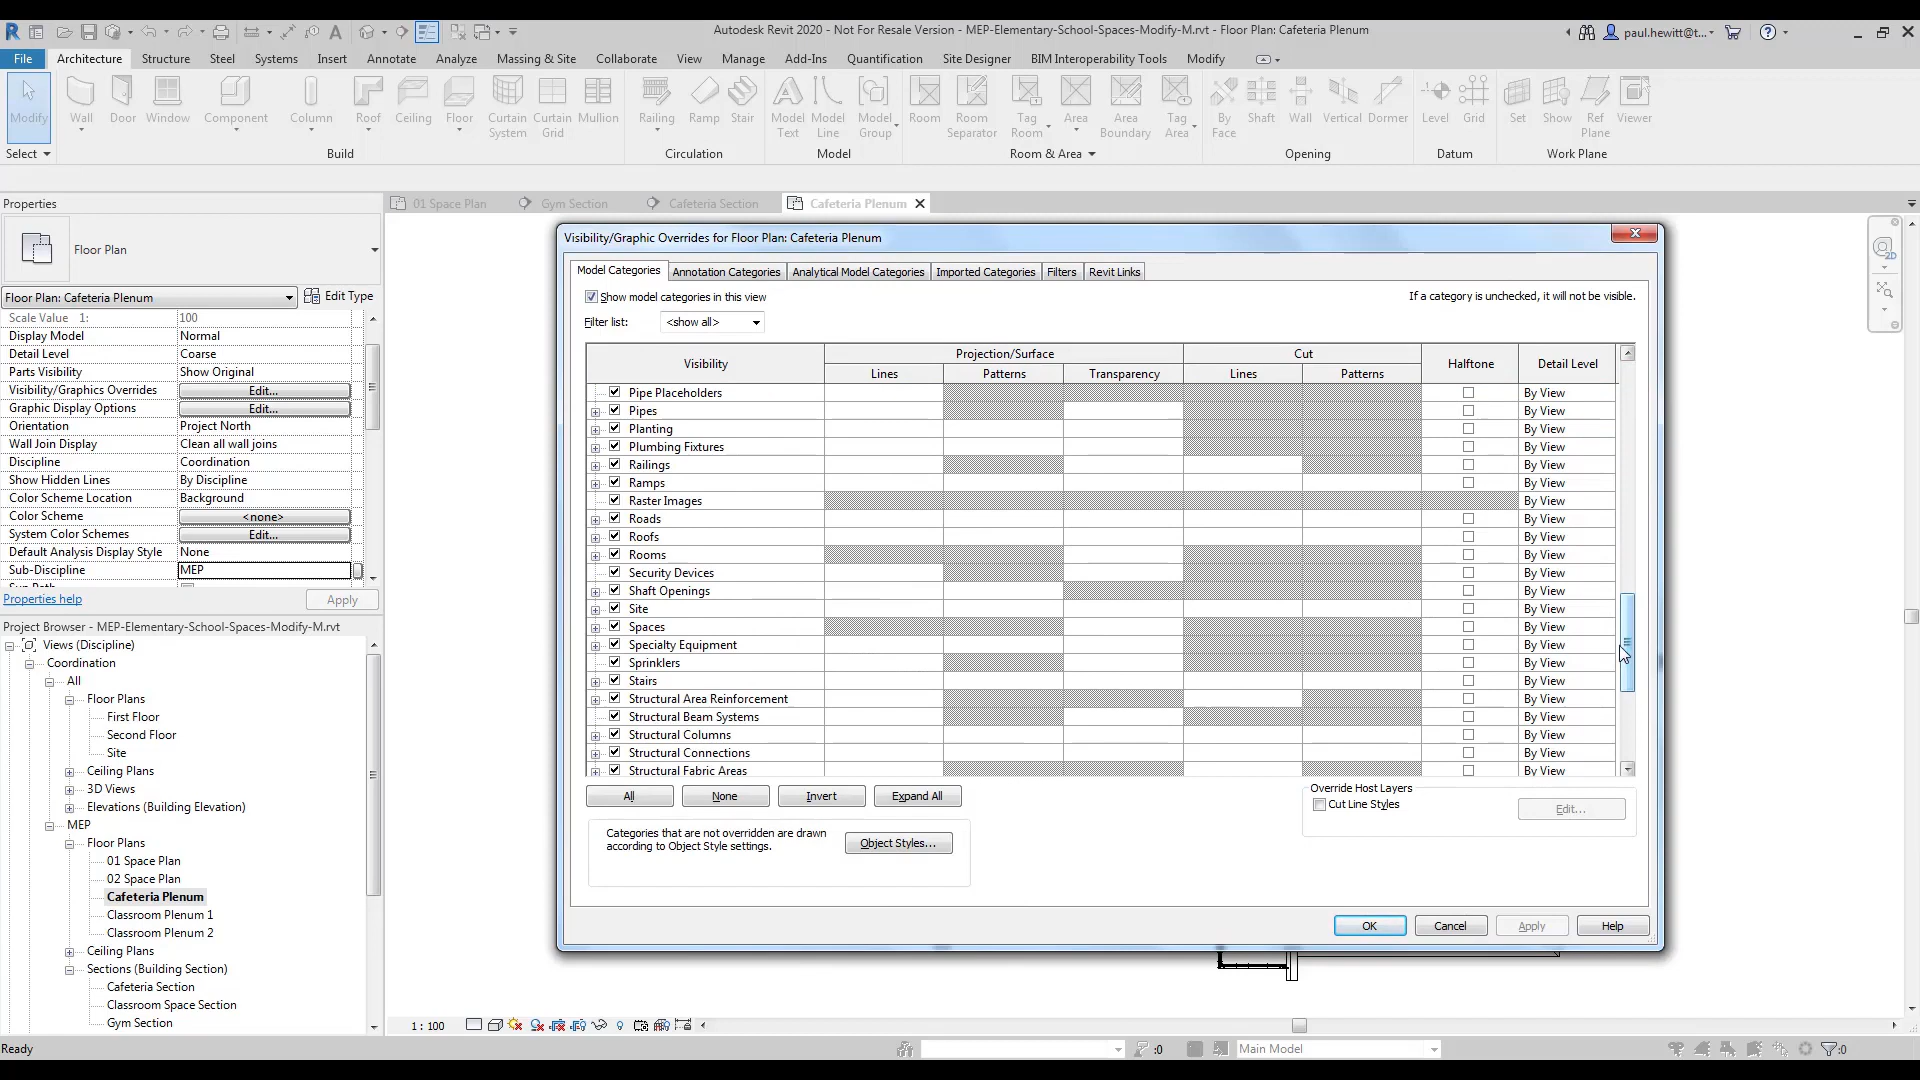 Autodesk Revit 2020 - Not For Resale Version - MEP-Elementary-School-Spaces-Modify-M.rvt - Floor Plan: Cafeteria Plenum
paul.hewitt@t...
File Architecture Structure Steel Systems Insert Annotate Analyze Massing & Site Collaborate View Manage Add-Ins Quantification Site Designer BIM Interoperability Tools Modify
Modify Wall Door Window Component Column Roof Ceiling Floor Curtain System Curtain Grid Mullion Railing Ramp Stair Model Text Model Line Model Group Room Room Separator Tag Room Area Area Boundary Tag Area By Face Shaft Wall Vertical Dormer Level Grid Set Show Ref Plane Viewer
Select Build Circulation Model Room & Area Opening Datum Work Plane
Properties
01 Space Plan Gym Section Cafeteria Section Cafeteria Plenum
Floor Plan
Floor Plan: Cafeteria Plenum Edit Type
Scale Value 1: 100
Display Model Normal
Detail Level Coarse
Parts Visibility Show Original
Visibility/Graphics Overrides Edit...
Graphic Display Options Edit...
Orientation Project North
Wall Join Display Clean all wall joins
Discipline Coordination
Show Hidden Lines By Discipline
Color Scheme Location Background
Color Scheme <none>
System Color Schemes Edit...
Default Analysis Display Style None
Sub-Discipline MEP
Properties help Apply
Project Browser - MEP-Elementary-School-Spaces-Modify-M.rvt
Views (Discipline)
Coordination
All
Floor Plans
First Floor
Second Floor
Site
Ceiling Plans
3D Views
Elevations (Building Elevation)
MEP
Floor Plans
01 Space Plan
02 Space Plan
Cafeteria Plenum
Classroom Plenum 1
Classroom Plenum 2
Ceiling Plans
Sections (Building Section)
Cafeteria Section
Classroom Space Section
Gym Section
Visibility/Graphic Overrides for Floor Plan: Cafeteria Plenum
Model Categories Annotation Categories Analytical Model Categories Imported Categories Filters Revit Links
Show model categories in this view If a category is unchecked, it will not be visible.
Filter list: <show all>
Visibility Projection/Surface Cut Halftone Detail Level
Lines Patterns Transparency Lines Patterns
Pipe Placeholders By View
Pipes By View
Planting By View
Plumbing Fixtures By View
Railings By View
Ramps By View
Raster Images By View
Roads By View
Roofs By View
Rooms By View
Security Devices By View
Shaft Openings By View
Site By View
Spaces By View
Specialty Equipment By View
Sprinklers By View
Stairs By View
Structural Area Reinforcement By View
Structural Beam Systems By View
Structural Columns By View
Structural Connections By View
Structural Fabric Areas By View
All None Invert Expand All
Override Host Layers
Cut Line Styles Edit...
Categories that are not overridden are drawn
according to Object Style settings.
Object Styles...
OK Cancel Apply Help
1 : 100
Ready :0 Main Model :0